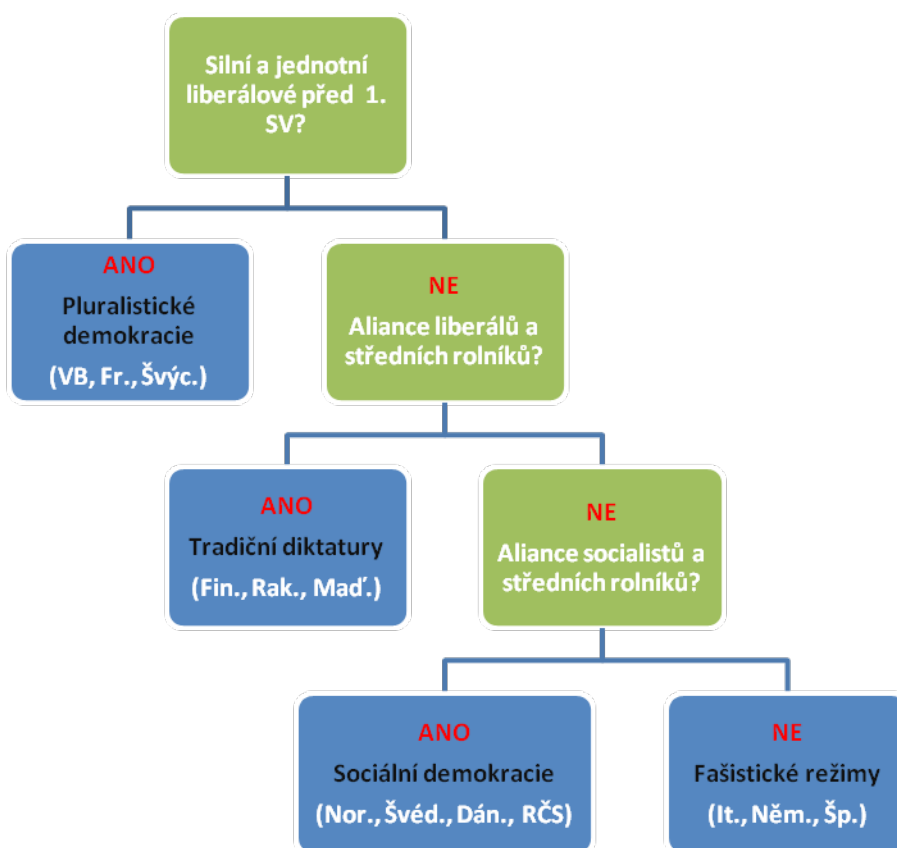 Silní a jednotní
liberálové před 1.
SV?
ANO
Pluralistické
demokracie
(VB, Fr., Švýc.)
NE
Aliance liberálů a
středních rolníků?
ANO
Tradiční diktatury
(Fin., Rak., Maď.)
NE
Aliance socialistů a
středních rolníků?
ANO
Sociální demokracie
(Nor., Švéd., Dán., RČS)
NE
Fašistické režimy
(It., Něm., Šp.)